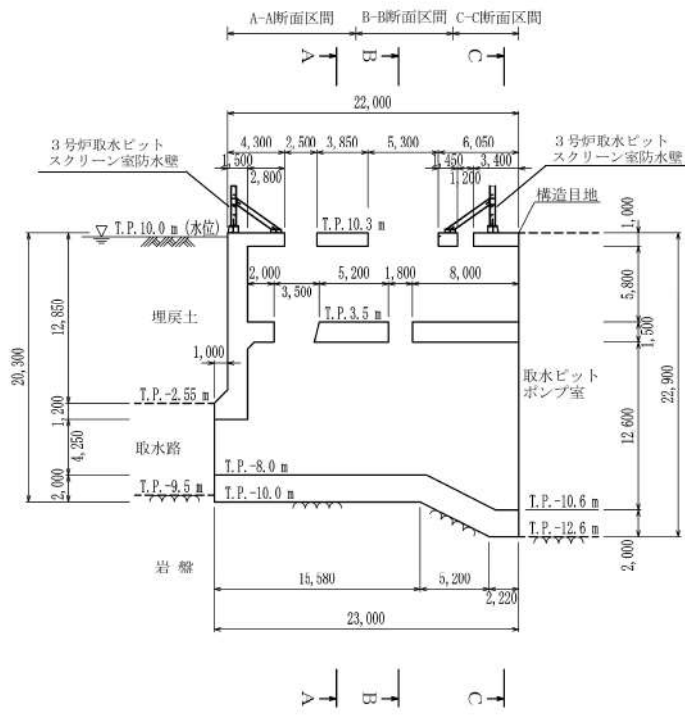 A-A断面区間
B-B断面区間
C-C断面区間
A
B
C
22,000
3号炉取水ピット
スクリーン室防水壁
4,300
2,500
3,850
5,300
6,050
3号炉取水ピット
スクリーン室防水壁
1,500
2,800
1,450
3,400
1,200
構造目地
T.P.10.0 m (水位)
T.P.10.3 m
1,000
2,000
3,500
5,200
1,800
8,000
5,800
12,850
埋戻土
T.P.3.5 m
1,500
20,300
1,000
取水ピット
ポンプ室
22,900
T.P.-2.55 m
1,200
12,600
4,250
取水路
T.P.-8.0 m
2,000
T.P.-9.5 m
T.P.-10.0 m
T.P.-10.6 m
T.P.-12.6 m
2,000
岩盤
15,580
5,200
2,220
23,000
A
B
C